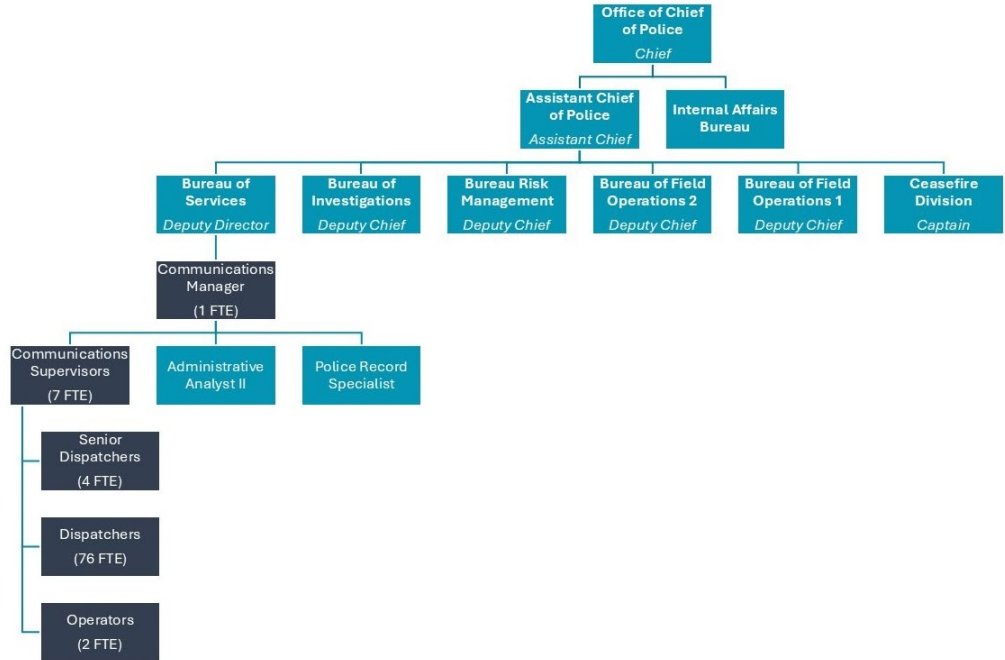 Office of Chief
of Police
Chief
Assistant Chief
of Police
Assistant Chief
Internal Affairs
Bureau
Bureau of
Services
Deputy Director
Bureau of
Investigations
Deputy Chief
Bureau Risk
Management
Deputy Chief
Bureau of Field
Operations 2
Deputy Chief
Bureau of Field
Operations 1
Deputy Chief
Ceasefire
Division
Captain
Communications
Manager
(1 FTE)
Communications
Supervisors
(7 FTE)
Administrative
Analyst II
Police Record
Specialist
Senior
Dispatchers
(4 FTE)
Dispatchers
(76 FTE)
Operators
(2 FTE)